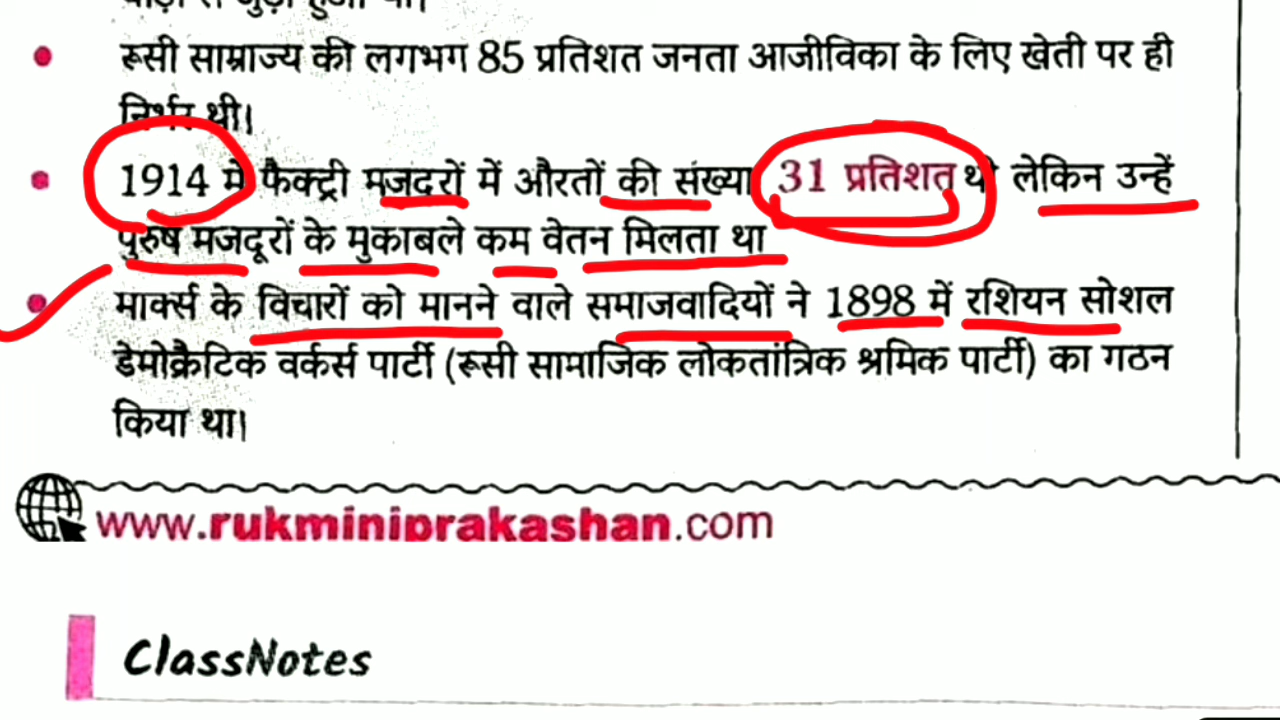 रूसी साम्राज्य की लगभग 85 प्रतिशत जनता आजीविका के लिए खेती पर ही
निर्भर थी।
1914 में फैक्ट्री मजदूरों में औरतों की संख्या 31 प्रतिशत थी लेकिन उन्हें
पुरुष मजदूरों के मुकाबले कम वेतन मिलता था
मार्क्स के विचारों को मानने वाले समाजवादियों ने 1898 में रशियन सोशल
डेमोक्रैटिक वर्कर्स पार्टी (रूसी सामाजिक लोकतांत्रिक श्रमिक पार्टी) का गठन
किया था।
www.rukminiprakashan.com
ClassNotes